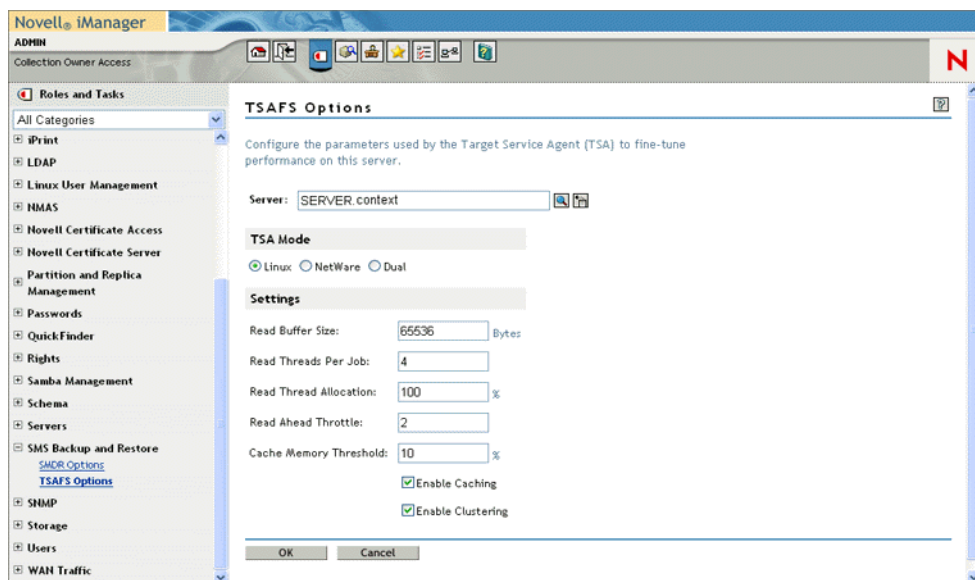 Novell® iManager
ADMIN
Collection Owner Access
N
Roles and Tasks
All Categories
iPrint
LDAP
Linux User Management
NMAS
Novell Certificate Access
Novell Certificate Server
Partition and Replica
Management
Passwords
QuickFinder
Rights
Samba Management
Schema
Servers
SMS Backup and Restore
SMDR Options
TSAFS Options
SNMP
Storage
Users
WAN Traffic
TSAFS Options
?
Configure the parameters used by the Target Service Agent (TSA) to fine-tune
performance on this server.
Server: SERVER.context
TSA Mode
Linux NetWare Dual
Settings
Read Buffer Size: 65536 Bytes
Read Threads Per Job: 4
Read Thread Allocation: 100 %
Read Ahead Throttle: 2
Cache Memory Threshold: 10 %
Enable Caching
Enable Clustering
OK Cancel